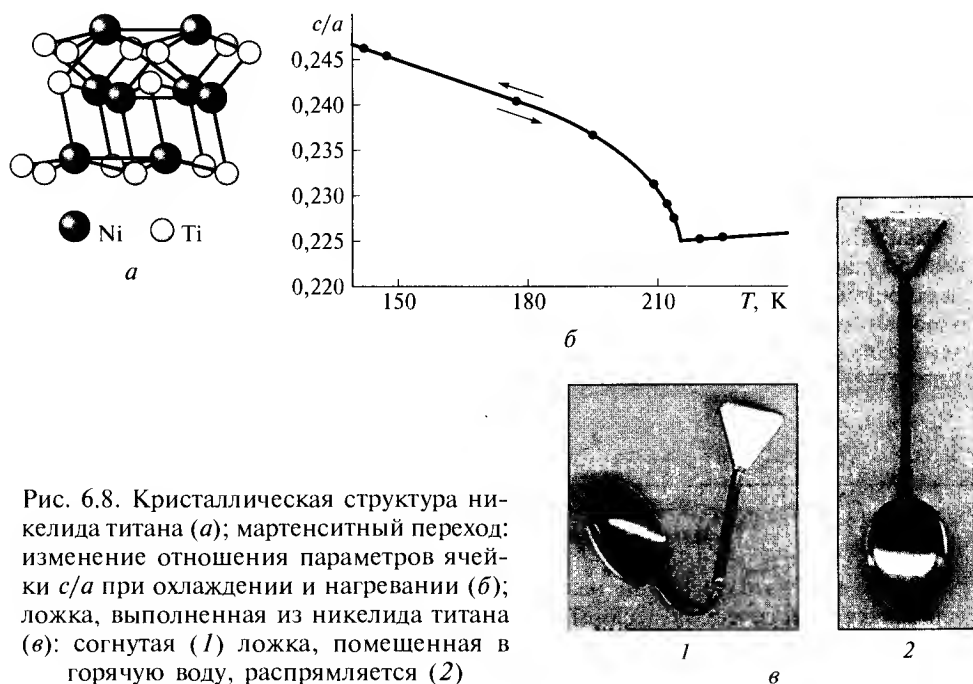 Ni Ti
а
c/a
0,245
0,240
0,235
0,230
0,225
0,220
150 180 210 T, К
б
1
2
в
Рис. 6.8. Кристаллическая структура ни-
келида титана (а); мартенситный переход:
изменение отношения параметров ячей-
ки c/a при охлаждении и нагревании (б);
ложка, выполненная из никелида титана
(в): согнутая (1) ложка, помещенная в
горячую воду, распрямляется (2)